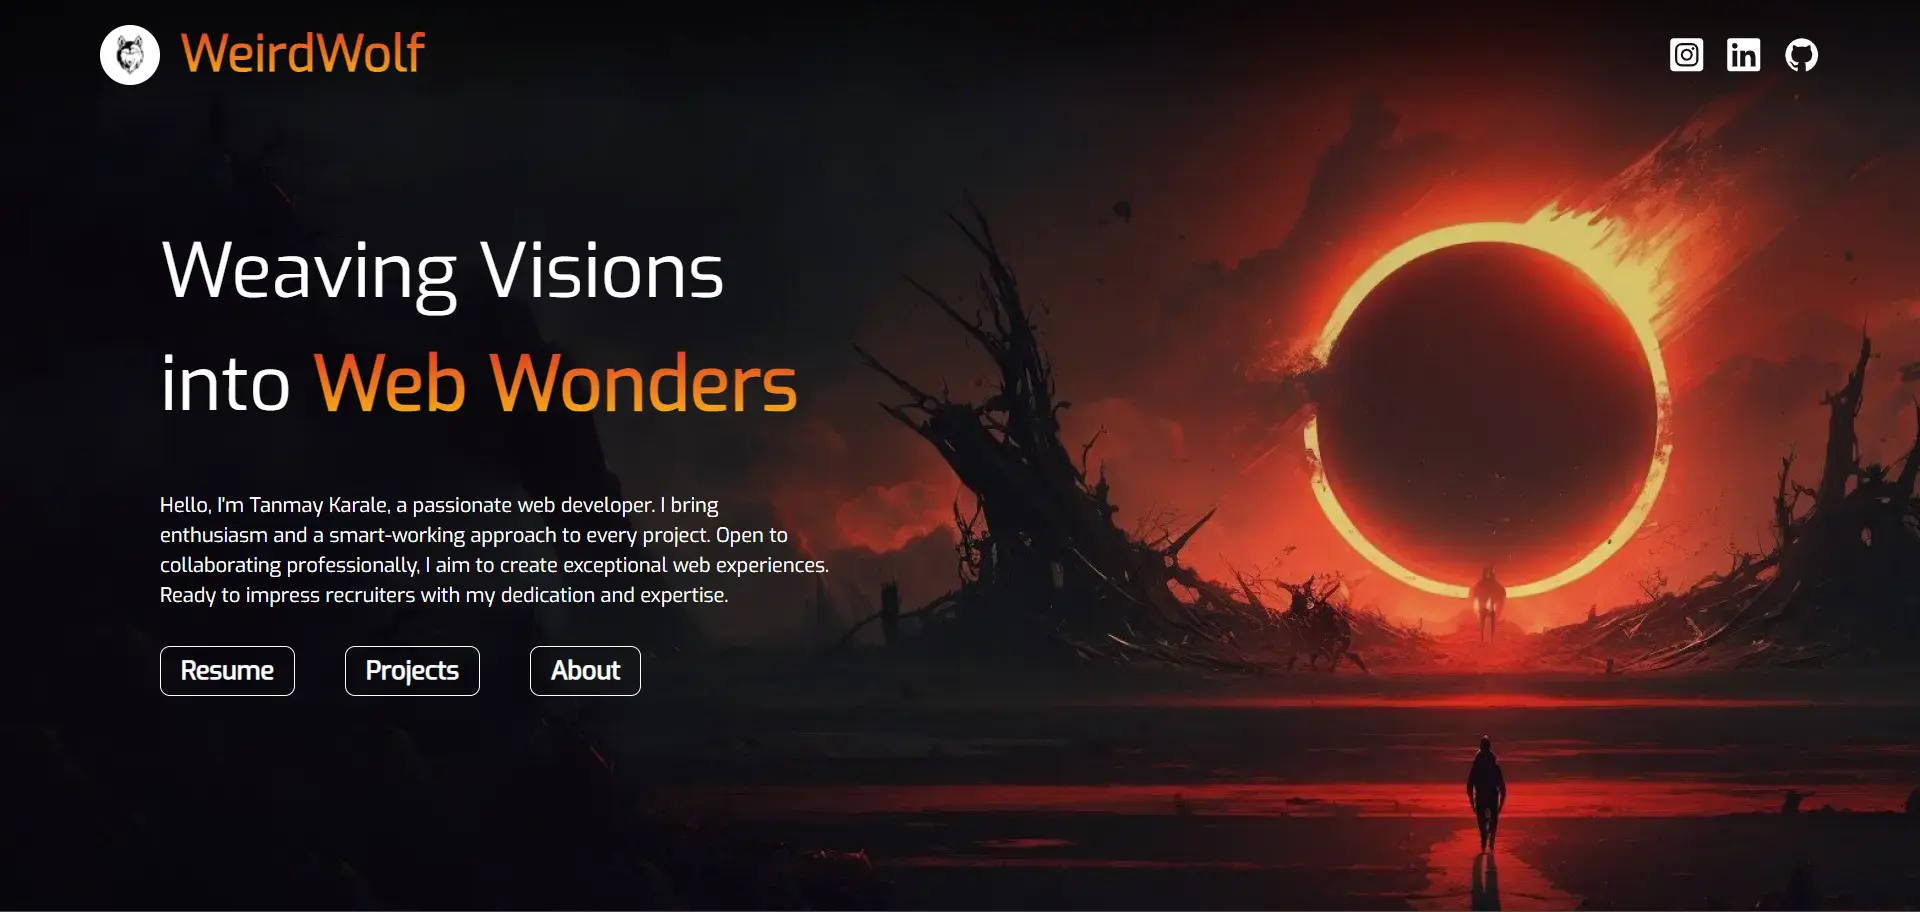 WeirdWolf
Weaving Visions
into Web Wonders
Hello, I'm Tanmay Karale, a passionate web developer. I bring
enthusiasm and a smart-working approach to every project. Open to
collaborating professionally, I aim to create exceptional web experiences.
Ready to impress recruiters with my dedication and expertise.
Resume
Projects
About